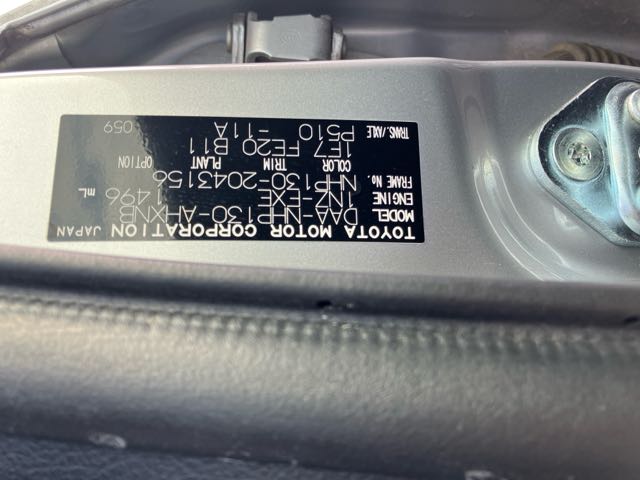 TOYOTA MOTOR CORPORATION JAPAN
MODEL DAA-NHP130-AHXNB
ENGINE 1NZ-FXE 1496 mL
FRAME No. NHP130-2043156
COLOR TRIM PLANT OPTION
1E7 FE20 B11
TRANS./AXLE P510 -11A
059